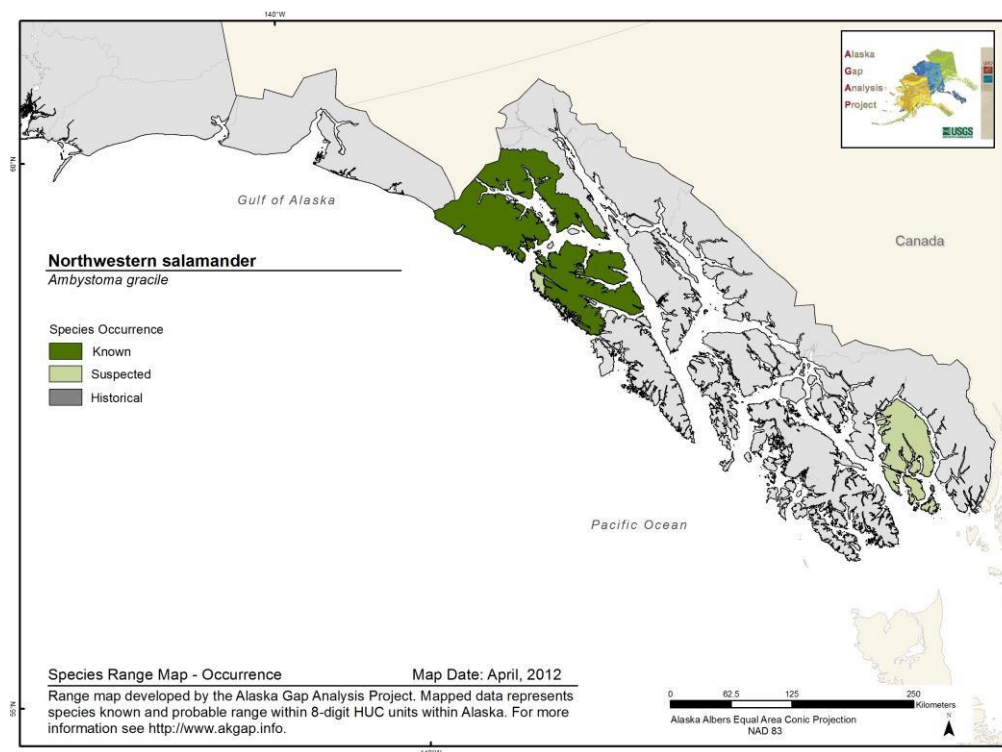 140°W
Alaska
Gap
Analysis
Project
USGS
60°N
Gulf of Alaska
Canada
Northwestern salamander
Ambystoma gracile
Species Occurrence
Known
Suspected
Historical
Pacific Ocean
Species Range Map - Occurrence Map Date: April, 2012
Range map developed by the Alaska Gap Analysis Project. Mapped data represents
species known and probable range within 8-digit HUC units within Alaska. For more
information see http://www.akgap.info.
0 62.5 125 250
Kilometers
Alaska Albers Equal Area Conic Projection
NAD 83
N
55°N
140°W